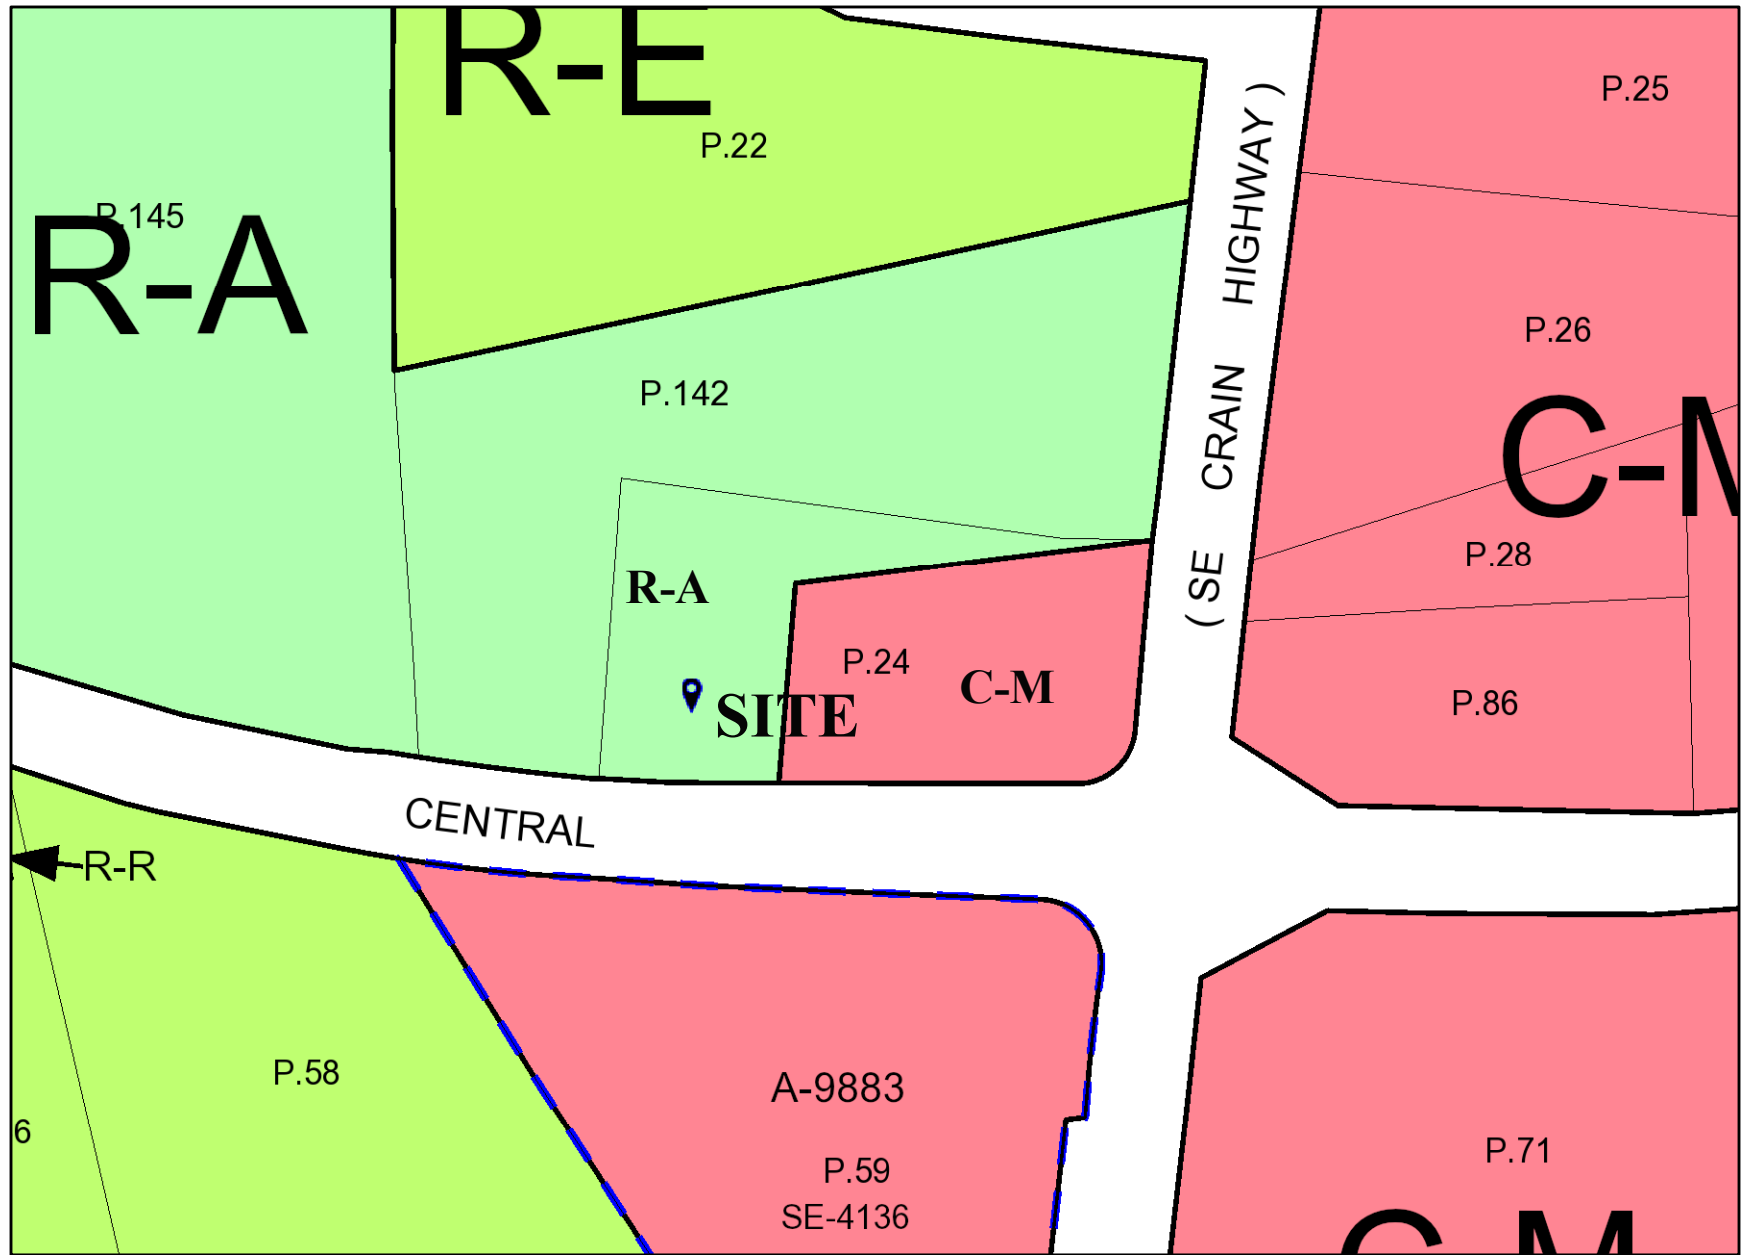 R-E
P.25
P.22
P.145
R-A
( SE CRAIN HIGHWAY )
P.26
P.142
C-M
P.28
R-A
P.24
C-M
SITE
P.86
CENTRAL
R-R
P.58
A-9883
6
P.59
P.71
SE-4136
C-M